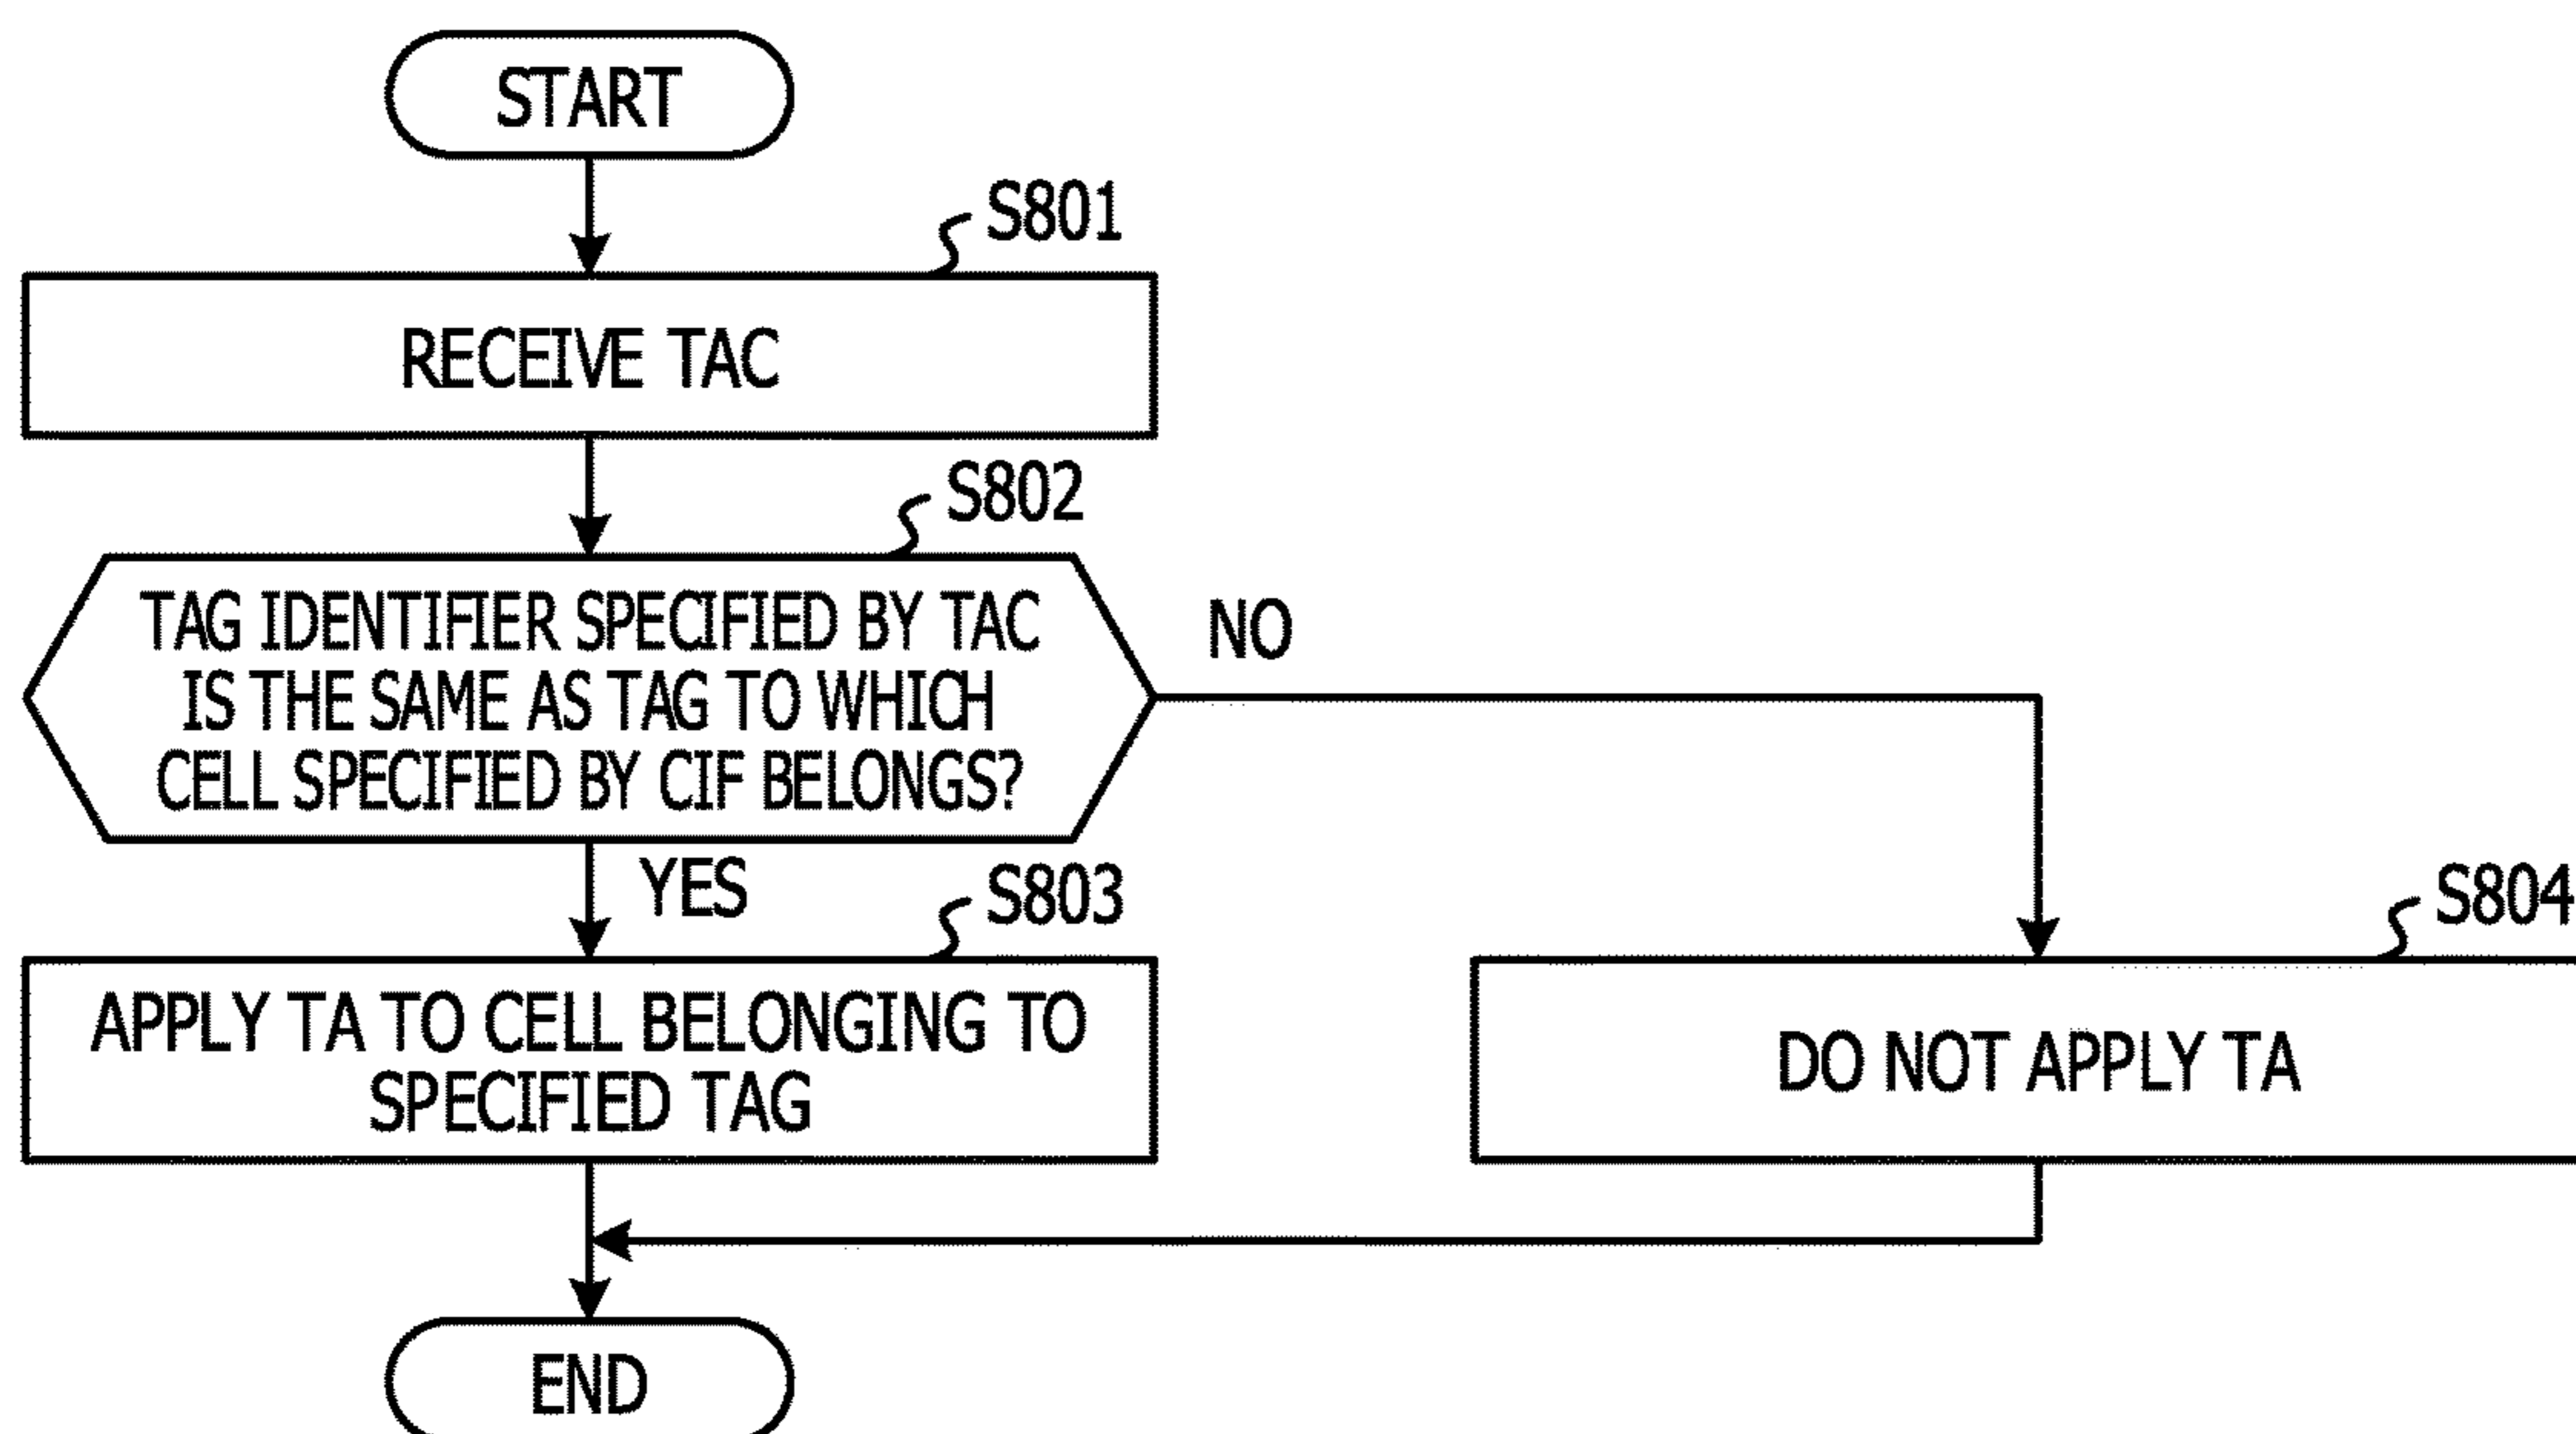 START
S801
RECEIVE TAC
S802
TAG IDENTIFIER SPECIFIED BY TAC
IS THE SAME AS TAG TO WHICH
CELL SPECIFIED BY CIF BELONGS?
NO
YES
S803
APPLY TA TO CELL BELONGING TO
SPECIFIED TAG
S804
DO NOT APPLY TA
END